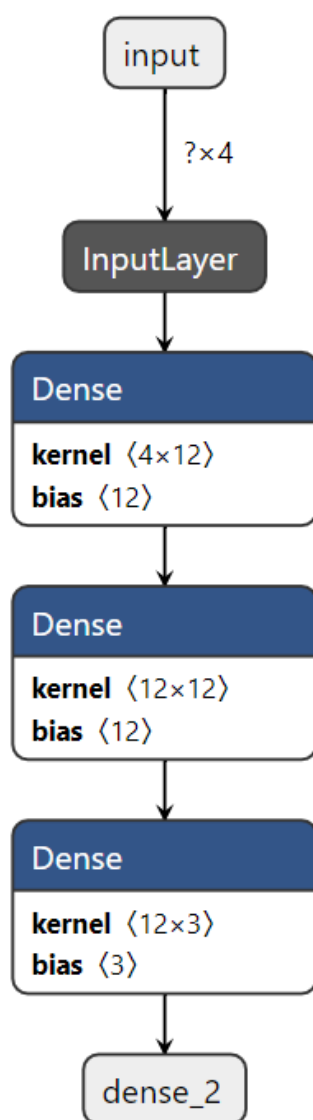 input
?×4
InputLayer
Dense
kernel 〈4×12〉
bias 〈12〉
Dense
kernel 〈12×12〉
bias 〈12〉
Dense
kernel 〈12×3〉
bias 〈3〉
dense_2